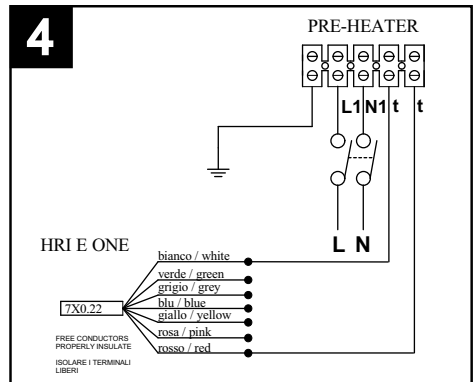 4
PRE-HEATER
L1 N1 t t
L N
HRI E ONE
bianco / white
verde / green
grigio / grey
7X0.22
blu / blue
giallo / yellow
rosa / pink
rosso / red
FREE CONDUCTORS
PROPERLY INSULATE
ISOLARE I TERMINALI
LIBERI